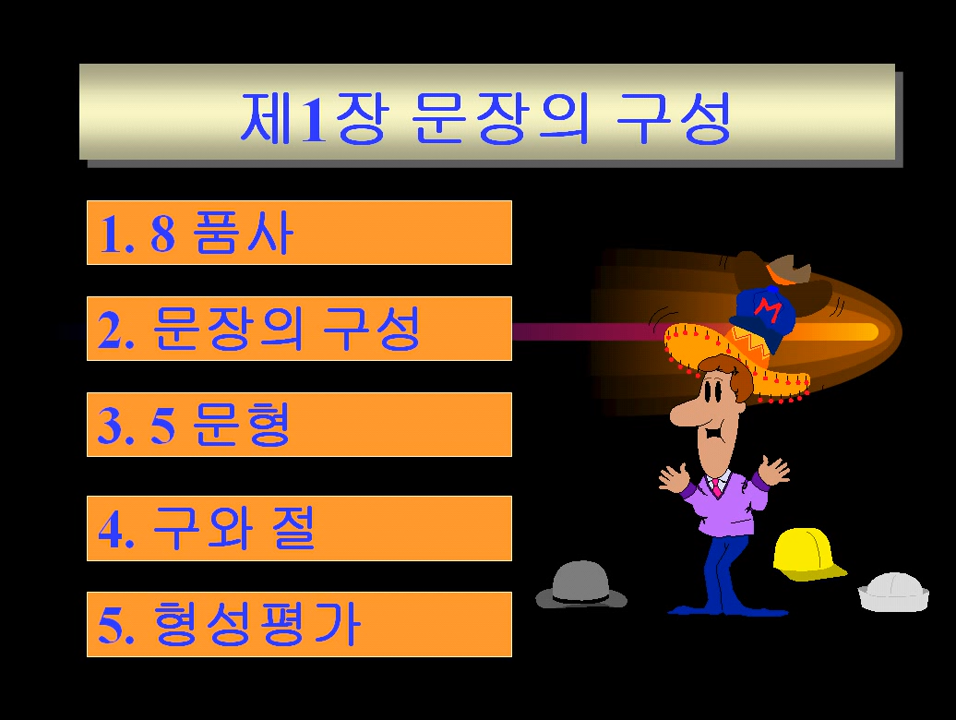 제1장 문장의 구성
1. 8 품사
2. 문장의 구성
3. 5 문형
4. 구와 절
5. 형성평가
M